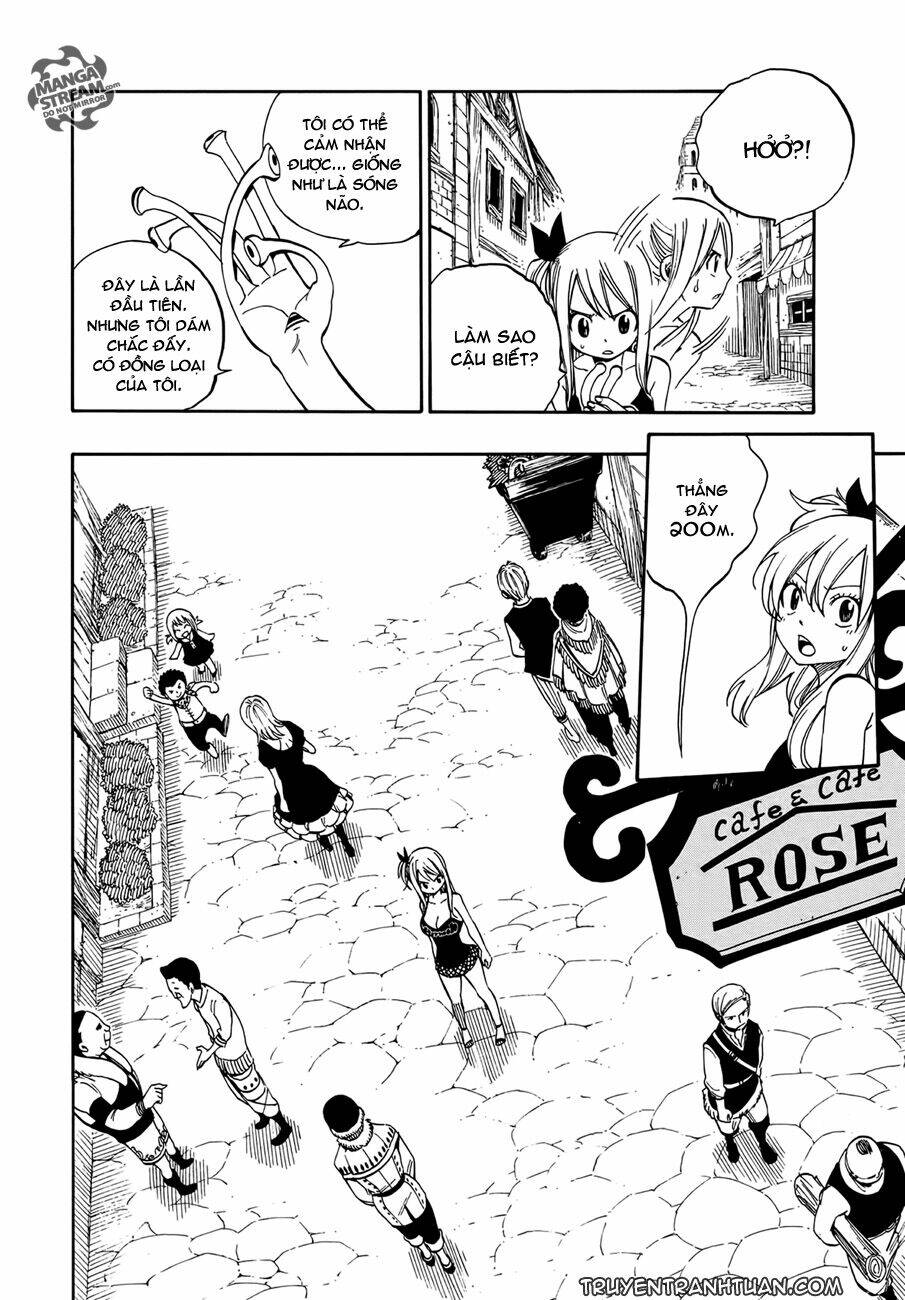 MANGA
STREAM.com
DO NOT MIRROR
HỞỞ?!
LÀM SAO
CẬU BIẾT?
TÔI CÓ THỂ
CẢM NHẬN
ĐƯỢC... GIỐNG
NHƯ LÀ SÓNG
NÃO.
ĐÂY LÀ LẦN
ĐẦU TIÊN.
NHƯNG TÔI DÁM
CHẮC ĐẤY.
CÓ ĐỒNG LOẠI
CỦA TÔI.
THẲNG
ĐÂY
200M.
cafe & cafe
ROSE
TRUYENTRANHTUAN.COM